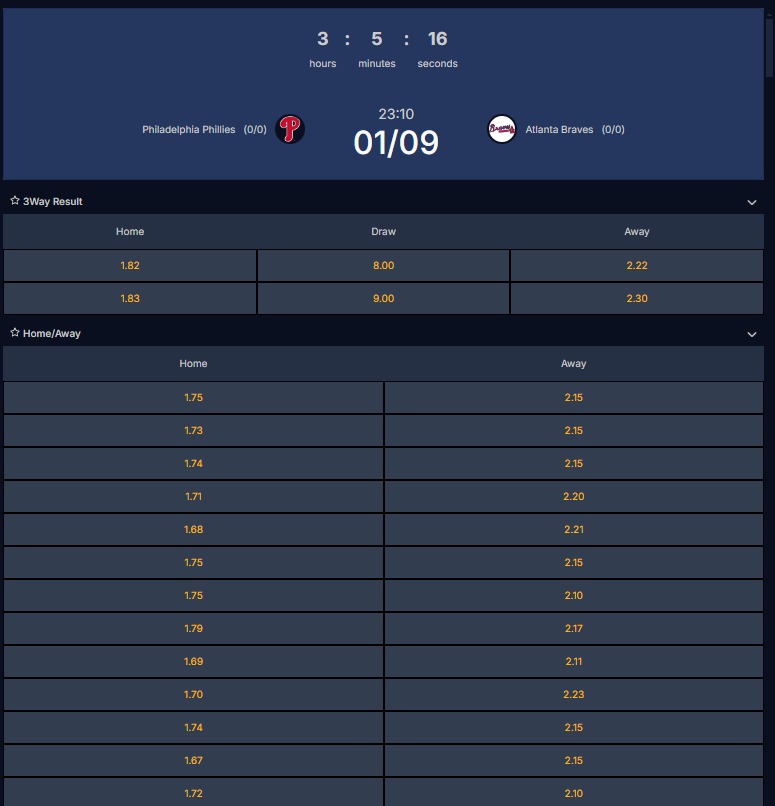 3 : 5 : 16
hours minutes seconds
23:10
Philadelphia Phillies (0/0) P 01/09 Braves Atlanta Braves (0/0)
3Way Result
Home Draw Away
1.82 8.00 2.22
1.83 9.00 2.30
Home/Away
Home Away
1.75 2.15
1.73 2.15
1.74 2.15
1.71 2.20
1.68 2.21
1.75 2.15
1.75 2.10
1.79 2.17
1.69 2.11
1.70 2.23
1.74 2.15
1.67 2.15
1.72 2.10